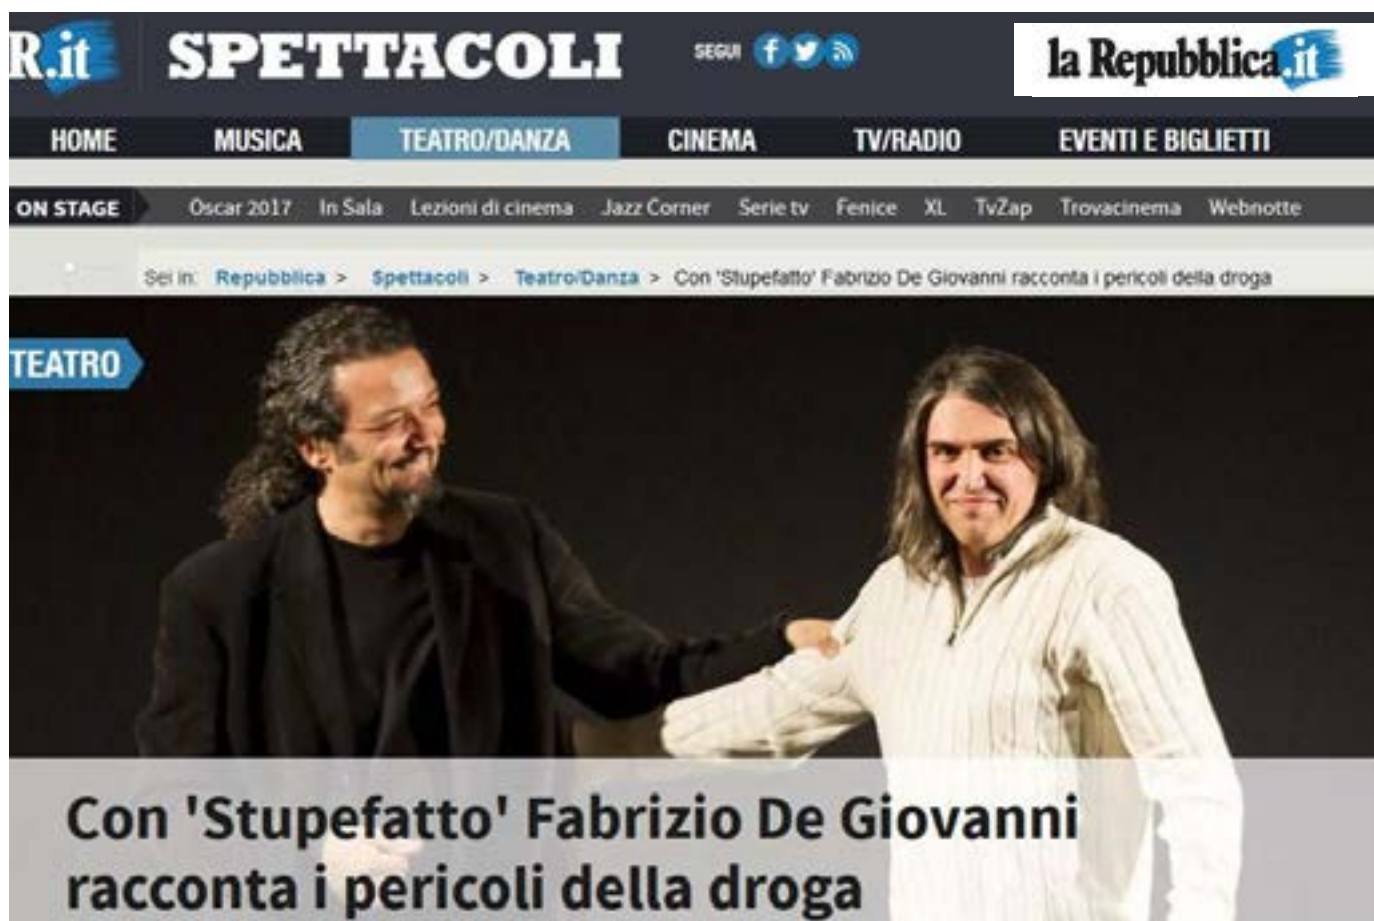 R.it SPETTACOLI SEGUI la Repubblica.it
HOME MUSICA TEATRO/DANZA CINEMA TV/RADIO EVENTI E BIGLIETTI
ON STAGE Oscar 2017 In Sala Lezioni di cinema Jazz Corner Serie tv Fenice XL TvZap Trovacinema Webnotte
Sei in: Repubblica > Spettacoli > Teatro/Danza > Con 'Stupefatto' Fabrizio De Giovanni racconta i pericoli della droga
TEATRO
Con 'Stupefatto' Fabrizio De Giovanni
racconta i pericoli della droga